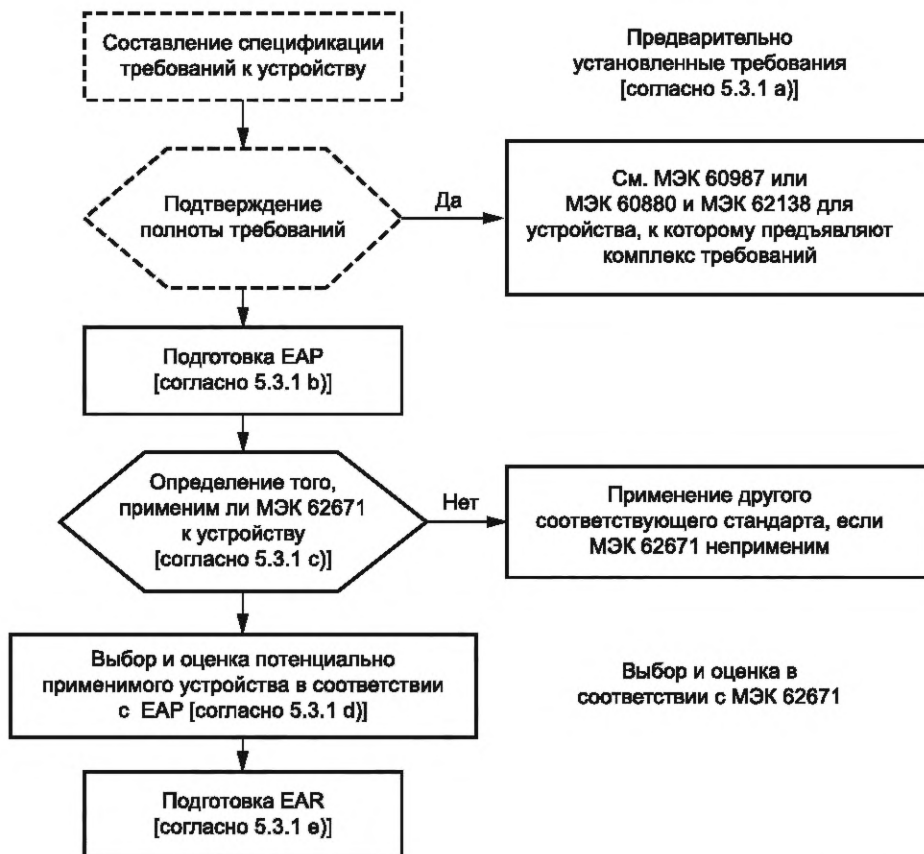 Составление спецификации
требований к устройству
Предварительно
установленные требования
[согласно 5.3.1 a)]
Подтверждение
полноты требований
Да
См. МЭК 60987 или
МЭК 60880 и МЭК 62138 для
устройства, к которому предъявляют
комплекс требований
Подготовка EAP
[согласно 5.3.1 b)]
Определение того,
применим ли МЭК 62671
к устройству
[согласно 5.3.1 c)]
Нет
Применение другого
соответствующего стандарта, если
МЭК 62671 неприменим
Выбор и оценка потенциально
применимого устройства в соответствии
с EAP [согласно 5.3.1 d)]
Выбор и оценка в
соответствии с МЭК 62671
Подготовка EAR
[согласно 5.3.1 e)]